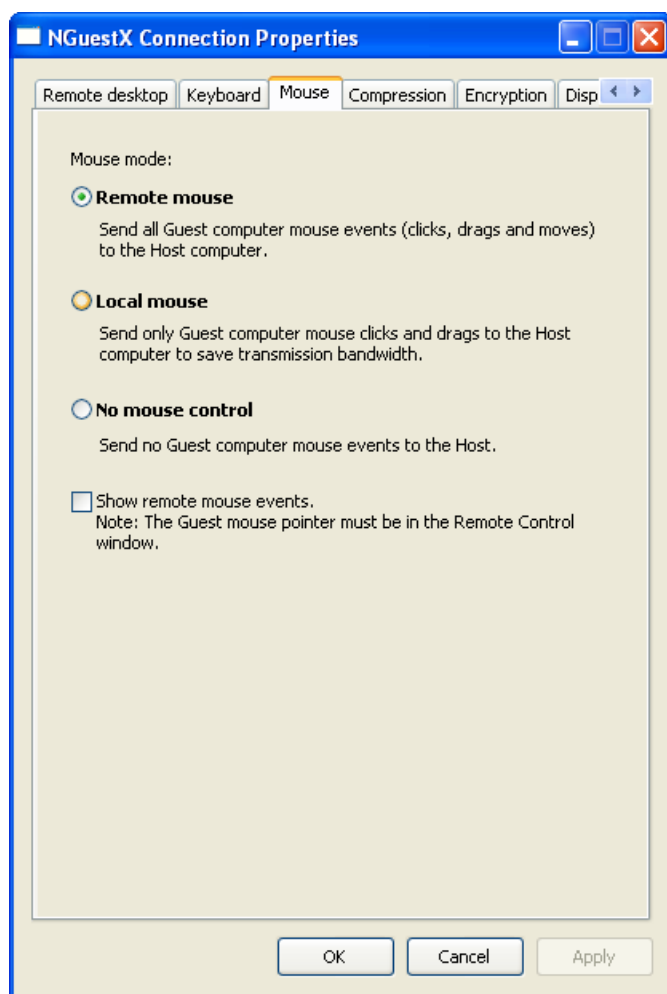 NGuestX Connection Properties
Remote desktop Keyboard Mouse Compression Encryption Disp
Mouse mode:
Remote mouse
Send all Guest computer mouse events (clicks, drags and moves)
to the Host computer.
Local mouse
Send only Guest computer mouse clicks and drags to the Host
computer to save transmission bandwidth.
No mouse control
Send no Guest computer mouse events to the Host.
Show remote mouse events.
Note: The Guest mouse pointer must be in the Remote Control
window.
OK Cancel Apply